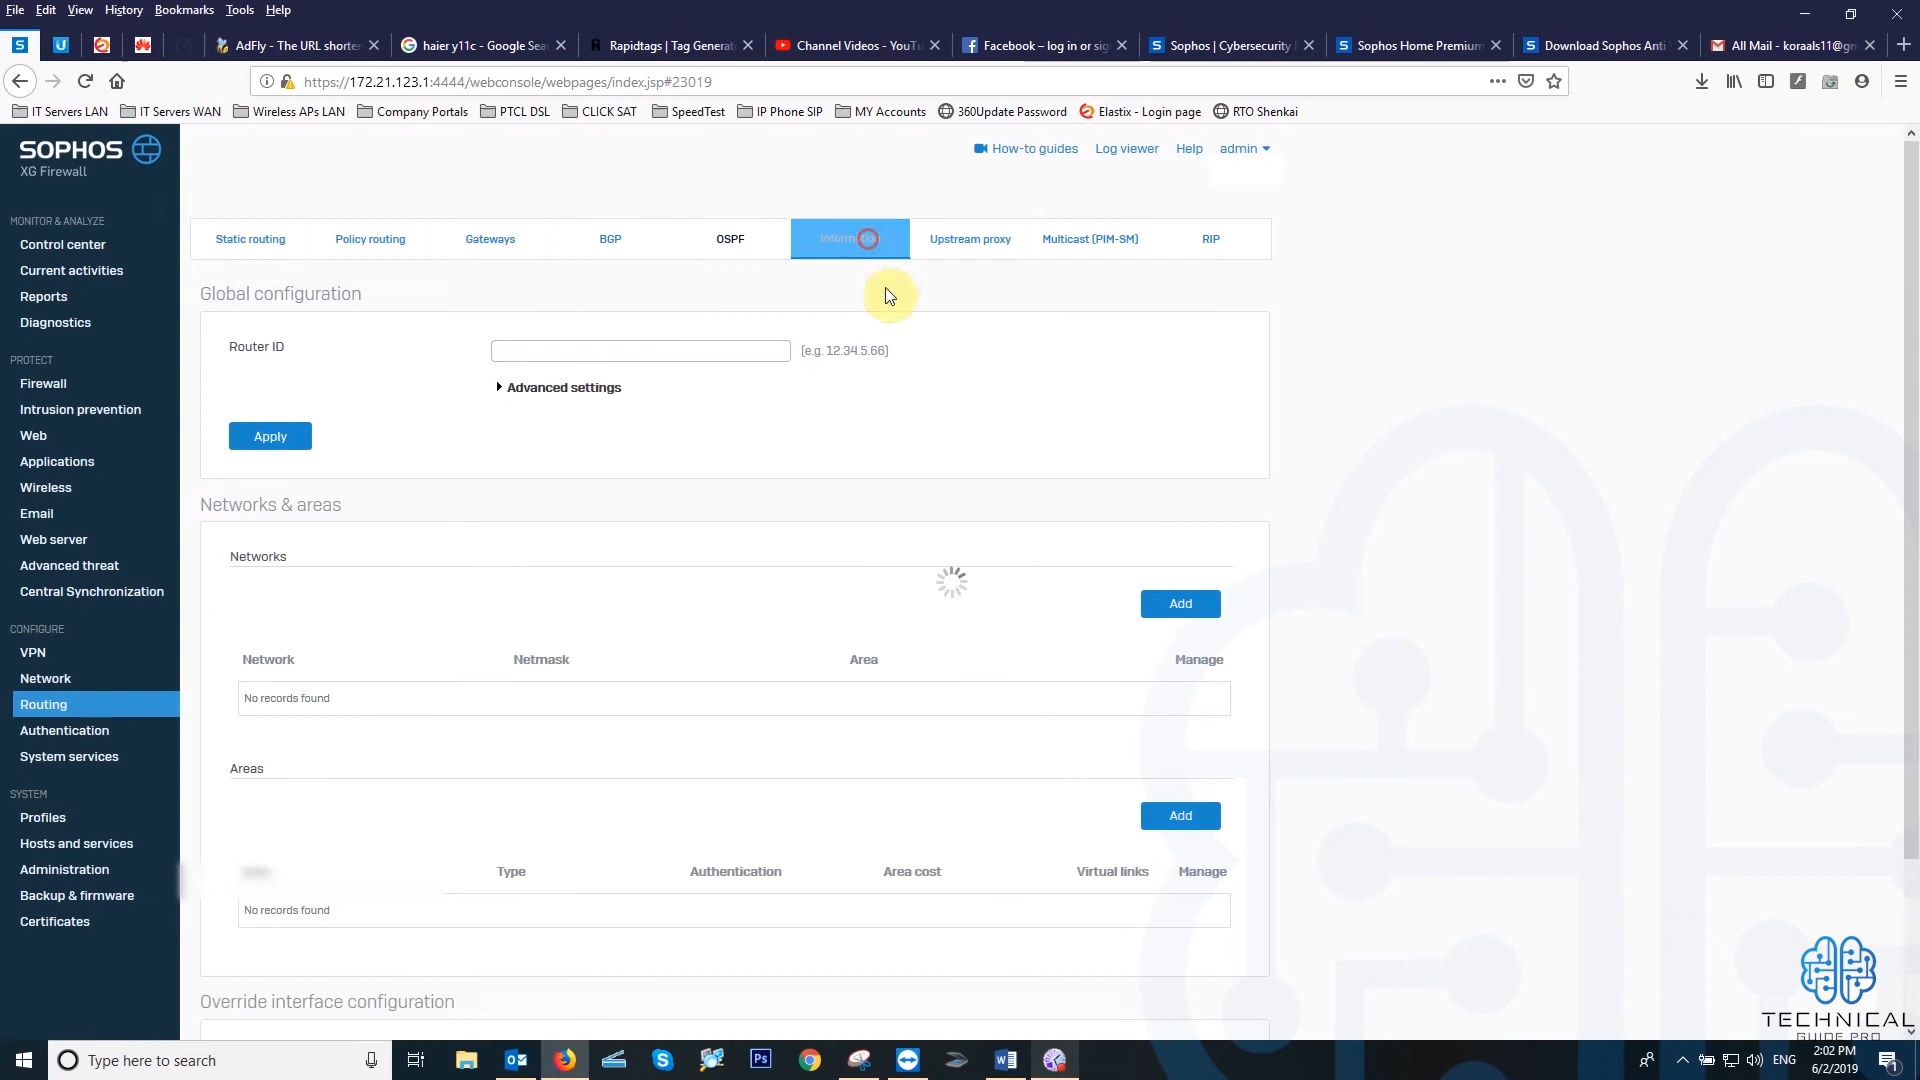 File Edit View History Bookmarks Tools Help
AdFly - The URL shorte
haier y11c - Google Sea
Rapidtags | Tag Generat
Channel Videos - YouTu
Facebook – log in or sig
Sophos | Cybersecurity
Sophos Home Premium
Download Sophos Anti
All Mail - koraals11@gm
https://172.21.123.1:4444/webconsole/webpages/index.jsp#23019
IT Servers LAN IT Servers WAN Wireless APs LAN Company Portals PTCL DSL CLICK SAT SpeedTest IP Phone SIP MY Accounts 360Update Password Elastix - Login page RTO Shenkai
SOPHOS
XG Firewall
How-to guides Log viewer Help admin
MONITOR & ANALYZE
Control center
Current activities
Reports
Diagnostics
PROTECT
Firewall
Intrusion prevention
Web
Applications
Wireless
Email
Web server
Advanced threat
Central Synchronization
CONFIGURE
VPN
Network
Routing
Authentication
System services
SYSTEM
Profiles
Hosts and services
Administration
Backup & firmware
Certificates
Static routing Policy routing Gateways BGP OSPF Information Upstream proxy Multicast (PIM-SM) RIP
Global configuration
Router ID (e.g. 12.34.5.66)
Advanced settings
Apply
Networks & areas
Networks
Add
Network Netmask Area Manage
No records found
Areas
Add
Type Authentication Area cost Virtual links Manage
No records found
Override interface configuration
TECHNICAL
GUIDE PRO
Type here to search
ENG
2:02 PM
6/2/2019